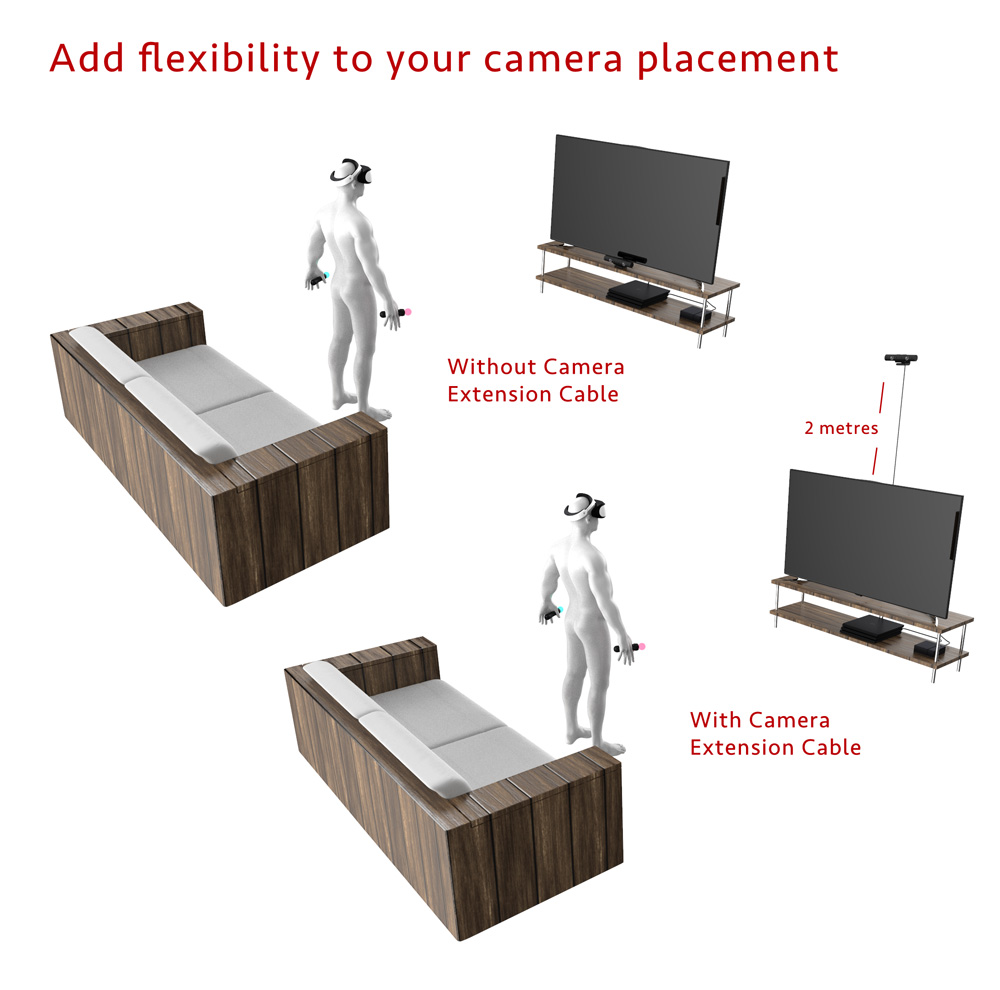 Add flexibility to your camera placement
Without Camera
Extension Cable
2 metres
With Camera
Extension Cable